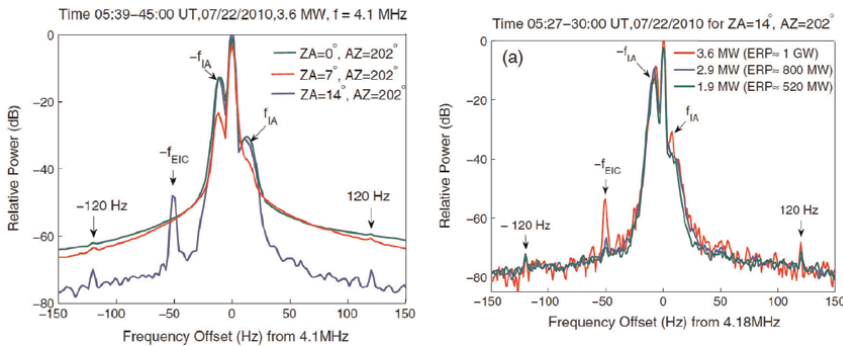 Time 05:39−45:00 UT,07/22/2010,3.6 MW, f = 4.1 MHz
0
−20
−40
−60
−80
Relative Power (dB)
−f_IA
f_IA
−f_EIC
−120 Hz
120 Hz
ZA=0°, AZ=202°
ZA=7°, AZ=202°
ZA=14°, AZ=202°
−150 −100 −50 0 50 100 150
Frequency Offset (Hz) from 4.1MHz
Time 05:27−30:00 UT,07/22/2010 for ZA=14°, AZ=202°
(a)
0
−20
−40
−60
−80
Relative Power (dB)
−f_IA
f_IA
−f_EIC
− 120 Hz
120 Hz
3.6 MW (ERP≈ 1 GW)
2.9 MW (ERP≈ 800 MW)
1.9 MW (ERP≈ 520 MW)
−150 −100 −50 0 50 100 150
Frequency Offset (Hz) from 4.18MHz